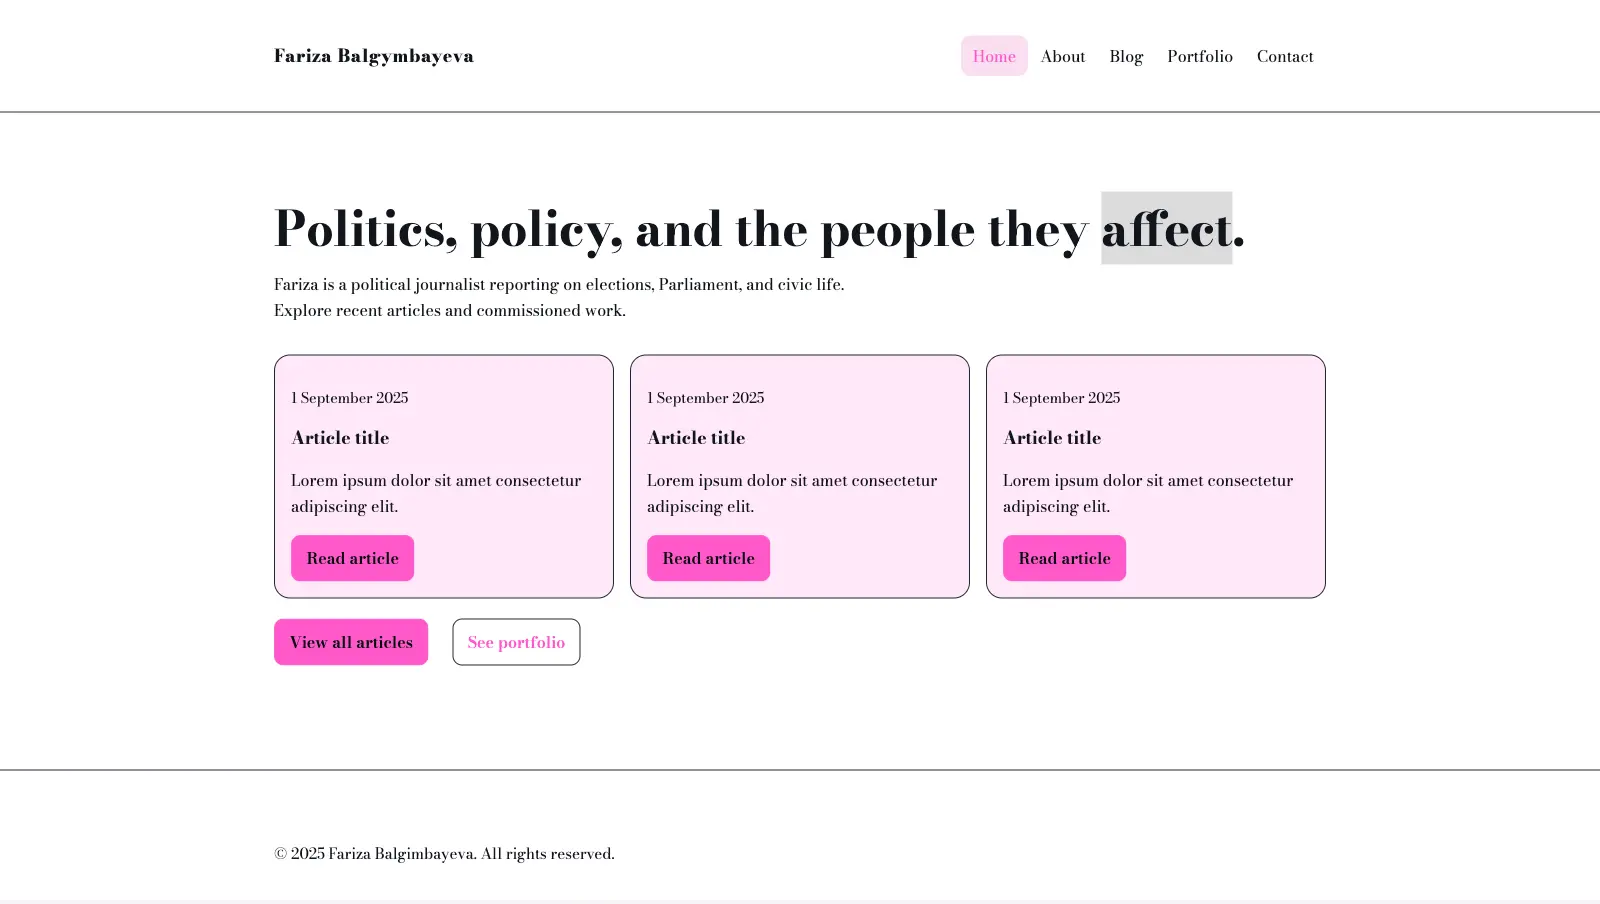 Fariza Balgymbayeva
Home About Blog Portfolio Contact
Politics, policy, and the people they affect.
Fariza is a political journalist reporting on elections, Parliament, and civic life.
Explore recent articles and commissioned work.
1 September 2025
Article title
Lorem ipsum dolor sit amet consectetur
adipiscing elit.
Read article
1 September 2025
Article title
Lorem ipsum dolor sit amet consectetur
adipiscing elit.
Read article
1 September 2025
Article title
Lorem ipsum dolor sit amet consectetur
adipiscing elit.
Read article
View all articles
See portfolio
© 2025 Fariza Balgimbayeva. All rights reserved.